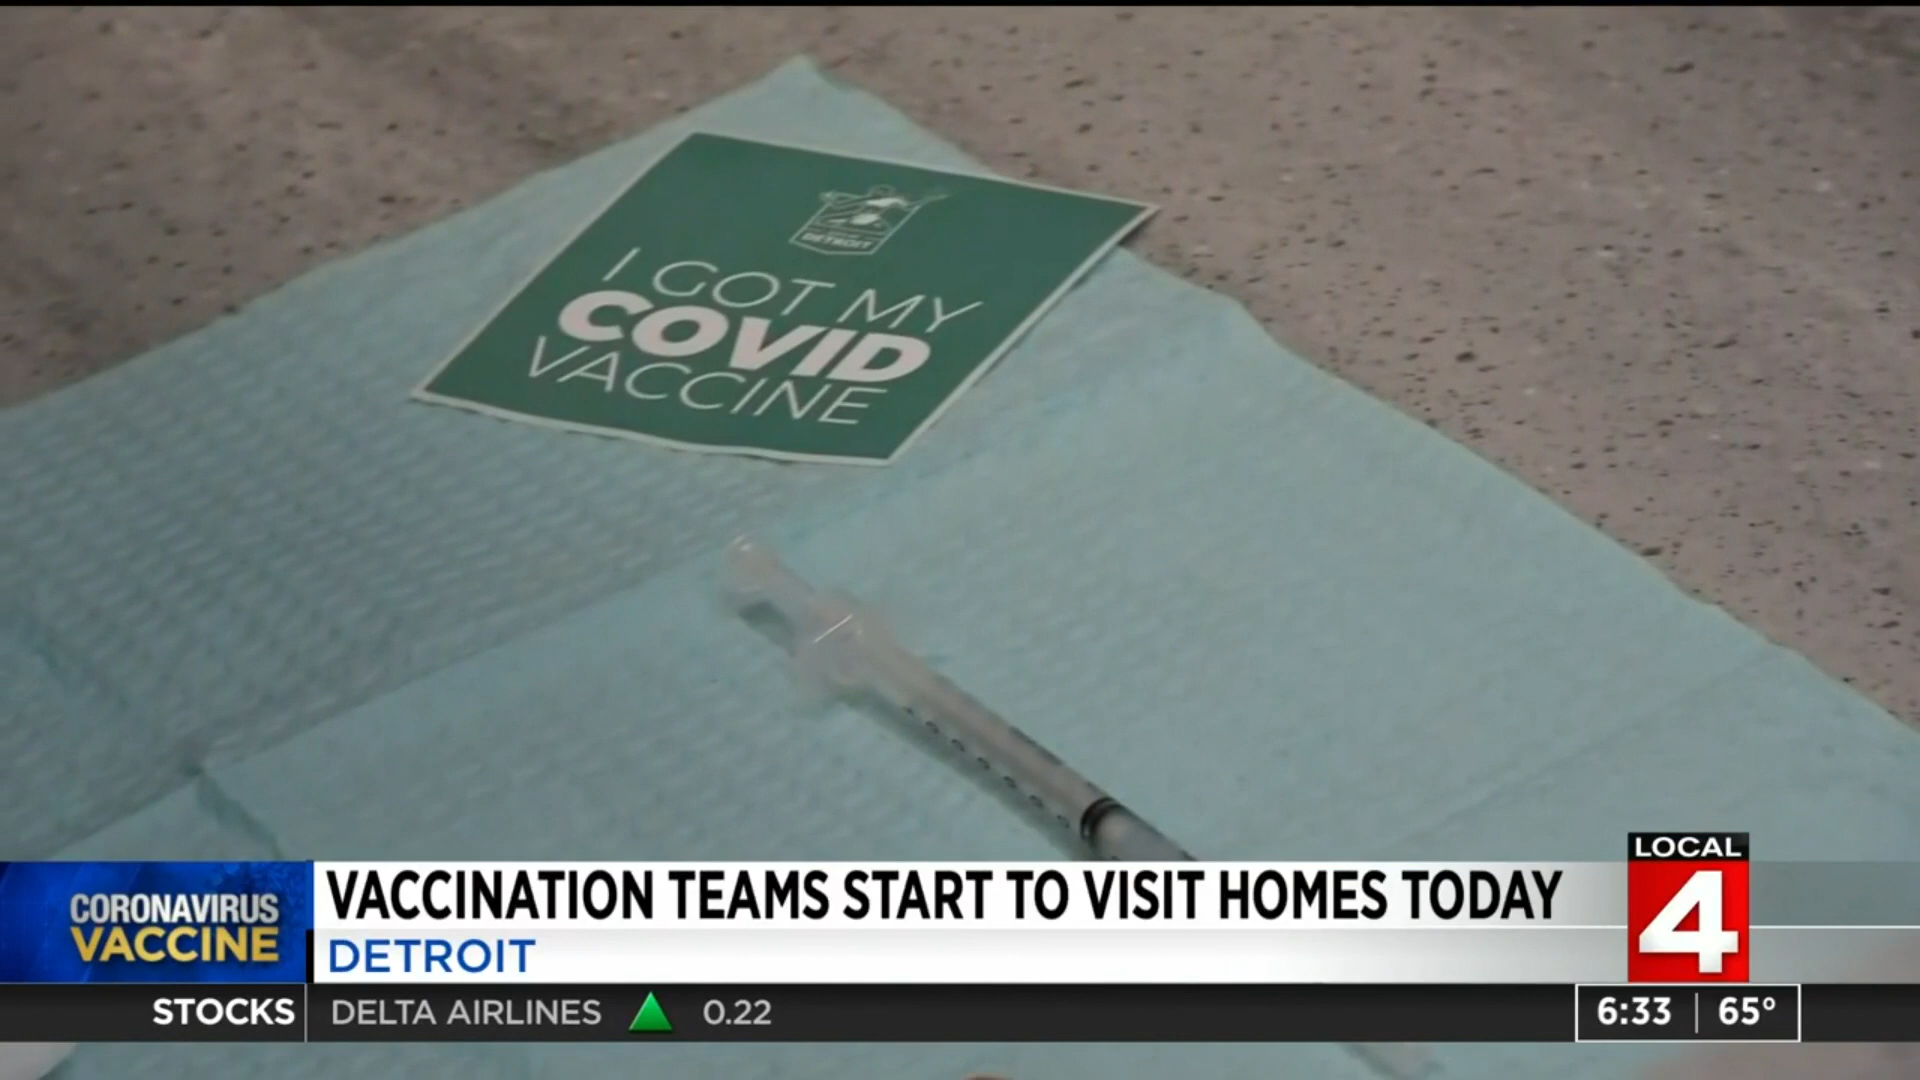 DETROIT
I GOT MY
COVID
VACCINE
LOCAL
4
CORONAVIRUS
VACCINE
VACCINATION TEAMS START TO VISIT HOMES TODAY
DETROIT
STOCKS
DELTA AIRLINES ▲ 0.22
6:33 65°